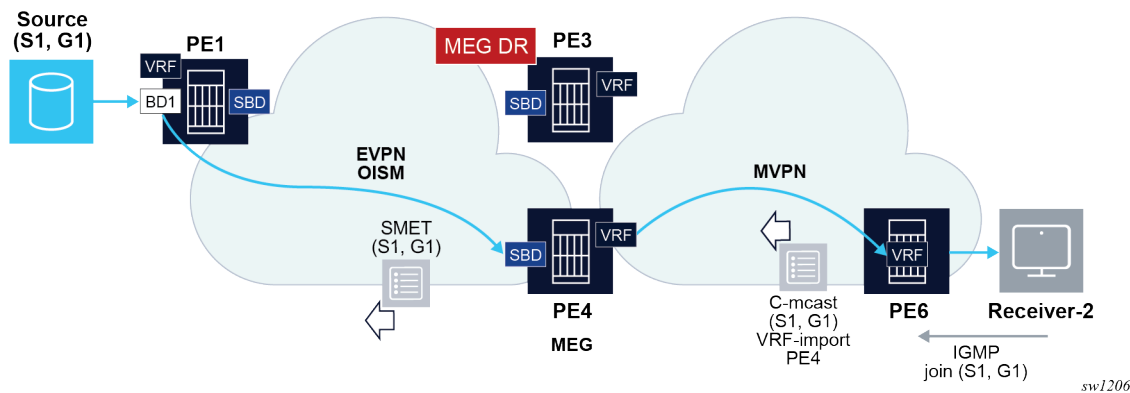 Source
(S1, G1)
PE1
VRF
BD1
SBD
MEG DR
PE3
VRF
SBD
EVPN
OISM
MVPN
SMET
(S1, G1)
SBD
VRF
PE4
MEG
C-mcast
(S1, G1)
VRF-import
PE4
VRF
PE6
Receiver-2
IGMP
join (S1, G1)
sw1206